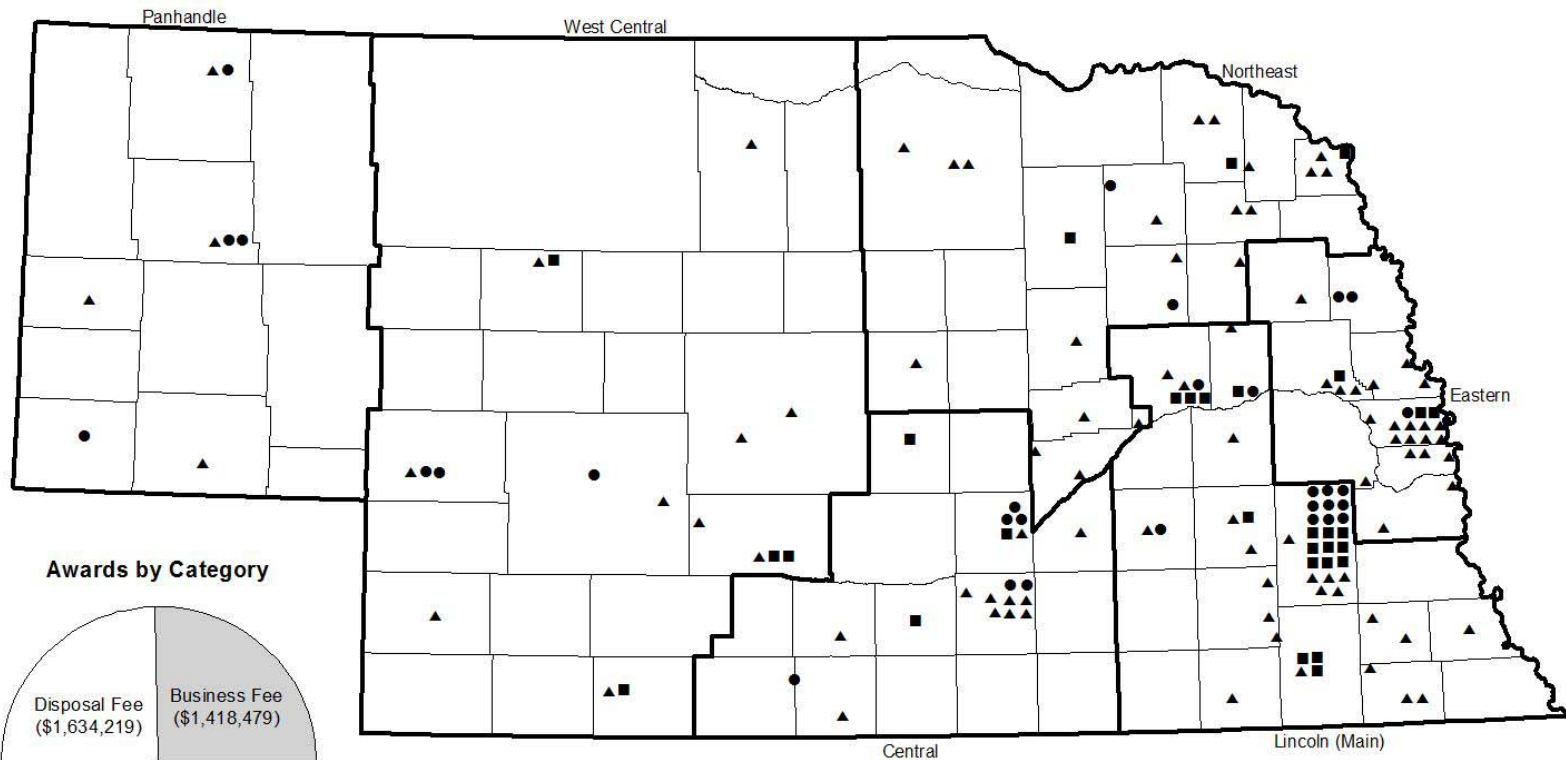 Panhandle
West Central
Northeast
Eastern
Awards by Category
Disposal Fee
($1,634,219)
Business Fee
($1,418,479)
Central
Lincoln (Main)